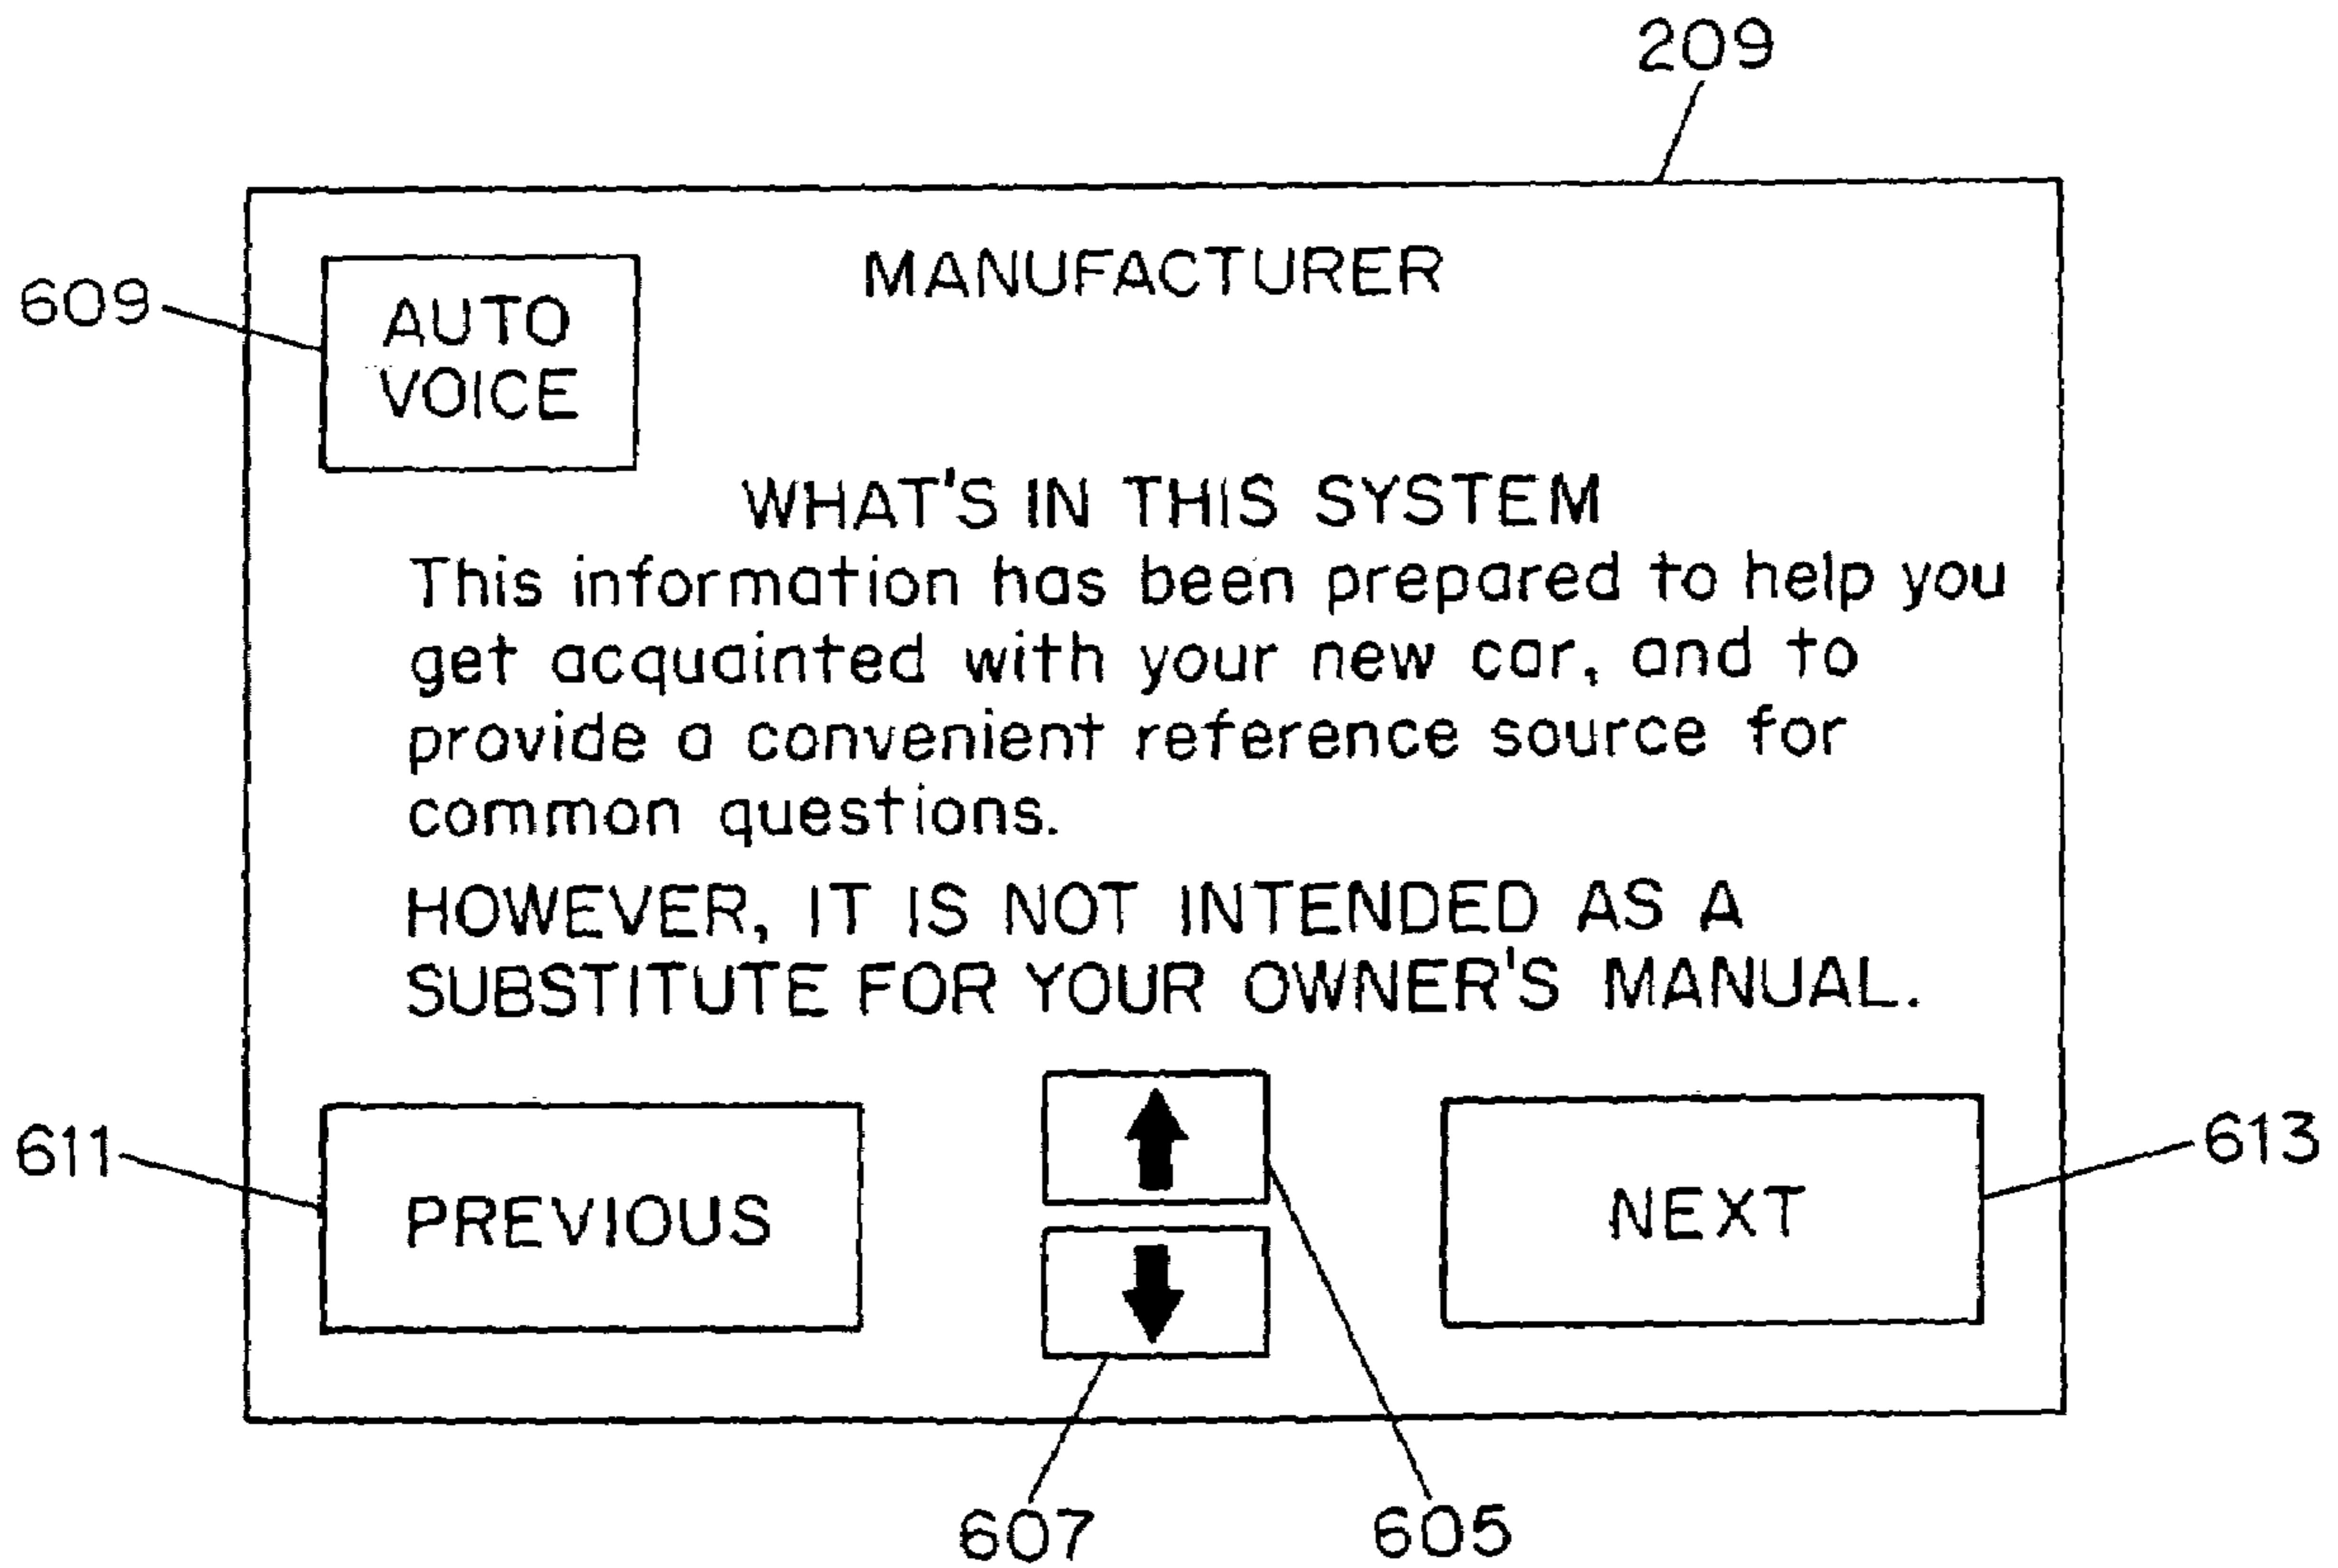 209
MANUFACTURER
609
AUTO
VOICE
WHAT'S IN THIS SYSTEM
This information has been prepared to help you
get acquainted with your new car, and to
provide a convenient reference source for
common questions.
HOWEVER, IT IS NOT INTENDED AS A
SUBSTITUTE FOR YOUR OWNER'S MANUAL.
611
PREVIOUS
NEXT
613
607
605